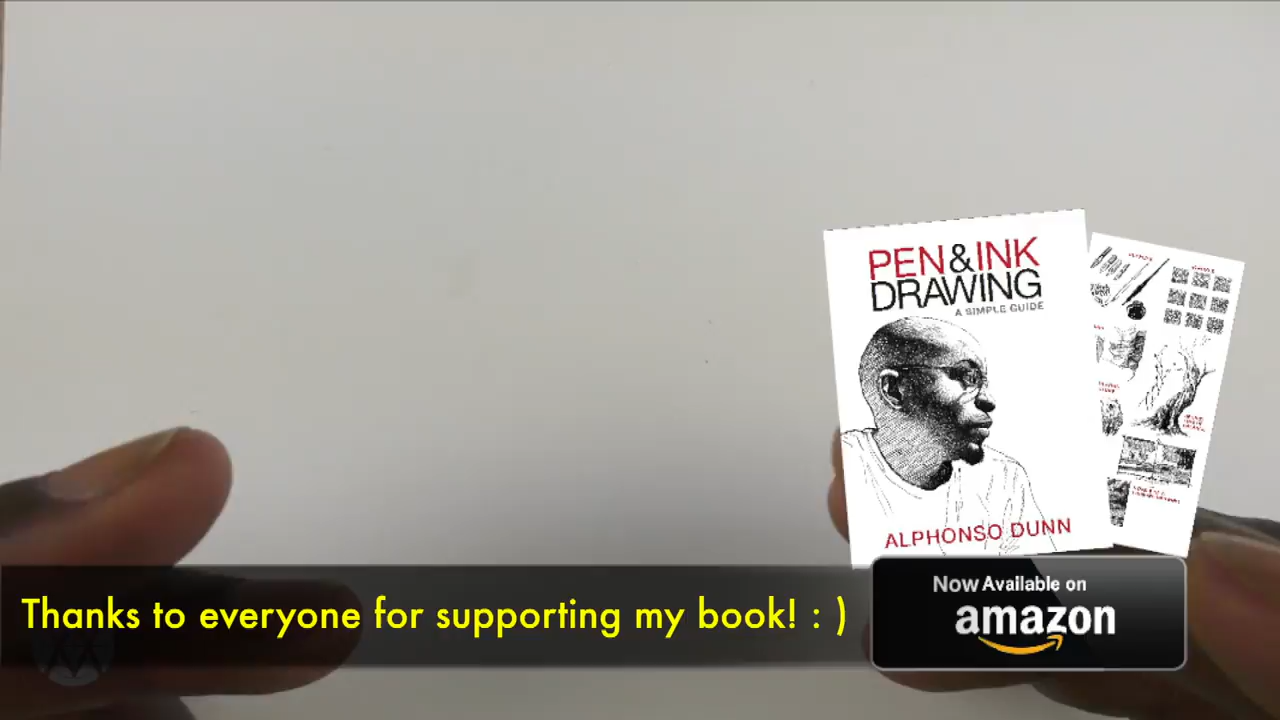 PEN & INK
DRAWING
A SIMPLE GUIDE
ALPHONSO DUNN
Thanks to everyone for supporting my book! : )
Now Available on
amazon